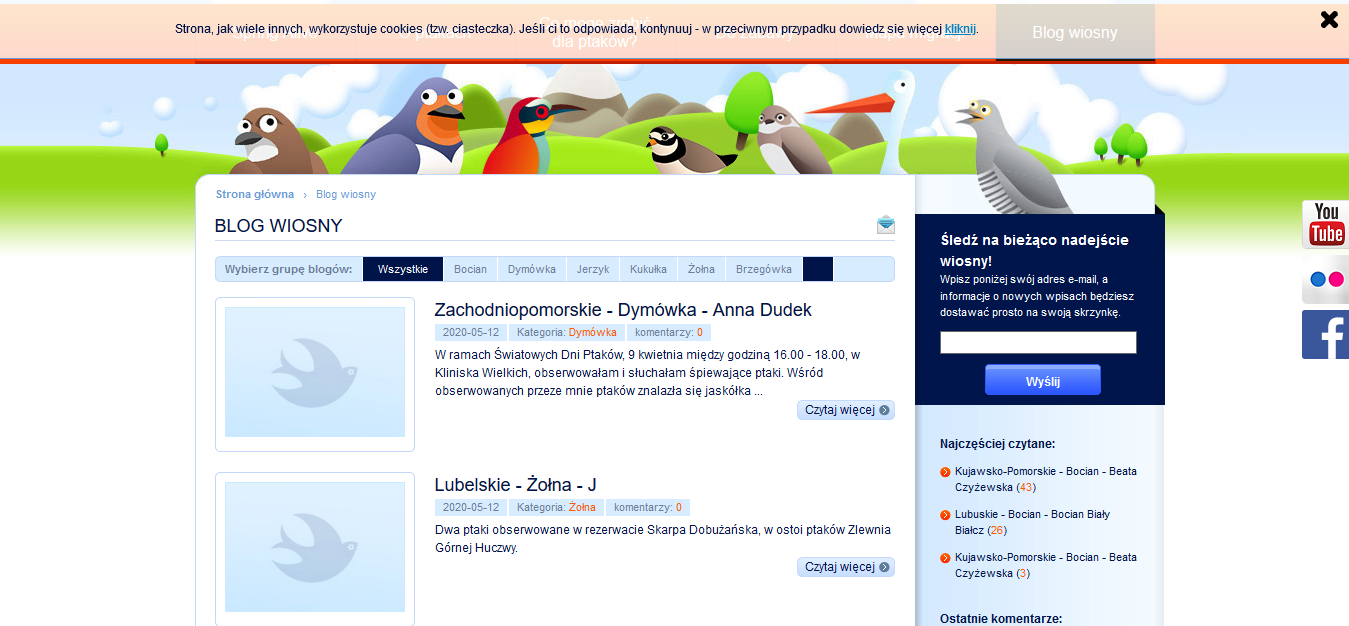 Strona, jak wiele innych, wykorzystuje cookies (tzw. ciasteczka). Jeśli ci to odpowiada, kontynuuj - w przeciwnym przypadku dowiedz się więcej kliknij.
dla ptaków?
Blog wiosny
Strona główna › Blog wiosny
BLOG WIOSNY
Wybierz grupę blogów: Wszystkie Bocian Dymówka Jerzyk Kukułka Żołna Brzegówka
Zachodniopomorskie - Dymówka - Anna Dudek
2020-05-12 Kategoria: Dymówka komentarzy: 0
W ramach Światowych Dni Ptaków, 9 kwietnia między godziną 16.00 - 18.00, w
Kliniska Wielkich, obserwowałam i słuchałam śpiewające ptaki. Wśród
obserwowanych przeze mnie ptaków znalazła się jaskółka ...
Czytaj więcej
Lubelskie - Żołna - J
2020-05-12 Kategoria: Żołna komentarzy: 0
Dwa ptaki obserwowane w rezerwacie Skarpa Dobużańska, w ostoi ptaków Zlewnia
Górnej Huczwy.
Czytaj więcej
Śledź na bieżąco nadejście
wiosny!
Wpisz poniżej swój adres e-mail, a
informacje o nowych wpisach będziesz
dostawać prosto na swoją skrzynkę.
Wyślij
Najczęściej czytane:
Kujawsko-Pomorskie - Bocian - Beata
Czyżewska (43)
Lubuskie - Bocian - Bocian Biały
Białcz (26)
Kujawsko-Pomorskie - Bocian - Beata
Czyżewska (3)
Ostatnie komentarze:
You
Tube
f